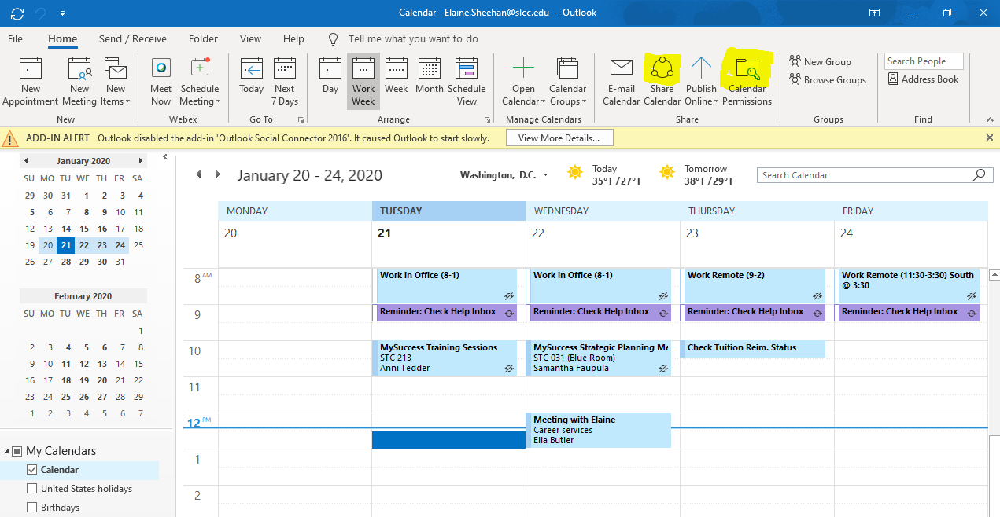 Calendar - Elaine.Sheehan@slcc.edu - Outlook
File Home Send / Receive Folder View Help Tell me what you want to do
New Appointment
New Meeting
New Items
New
Meet Now
Schedule Meeting
Webex
Today
Next 7 Days
Go To
Day
Work Week
Week
Month
Schedule View
Arrange
Open Calendar
Calendar Groups
Manage Calendars
E-mail Calendar
Share Calendar
Publish Online
Calendar Permissions
Share
New Group
Browse Groups
Groups
Search People
Address Book
Find
ADD-IN ALERT Outlook disabled the add-in 'Outlook Social Connector 2016'. It caused Outlook to start slowly. View More Details...
January 2020
SU MO TU WE TH FR SA
29 30 31 1 2 3 4
5 6 7 8 9 10 11
12 13 14 15 16 17 18
19 20 21 22 23 24 25
26 27 28 29 30 31
February 2020
SU MO TU WE TH FR SA
1
2 3 4 5 6 7 8
9 10 11 12 13 14 15
16 17 18 19 20 21 22
23 24 25 26 27 28 29
1 2 3 4 5 6 7
My Calendars
Calendar
United States holidays
Birthdays
January 20 - 24, 2020
Washington, D.C.
Today
35°F/27°F
Tomorrow
38°F/29°F
Search Calendar
MONDAY TUESDAY WEDNESDAY THURSDAY FRIDAY
20 21 22 23 24
8 AM
9
10
11
12 PM
1
2
Work in Office (8-1)
Reminder: Check Help Inbox
MySuccess Training Sessions
STC 213
Anni Tedder
Work in Office (8-1)
Reminder: Check Help Inbox
MySuccess Strategic Planning Me
STC 031 (Blue Room)
Samantha Faupula
Meeting with Elaine
Career services
Ella Butler
Work Remote (9-2)
Reminder: Check Help Inbox
Check Tuition Reim. Status
Work Remote (11:30-3:30) South
@ 3:30
Reminder: Check Help Inbox